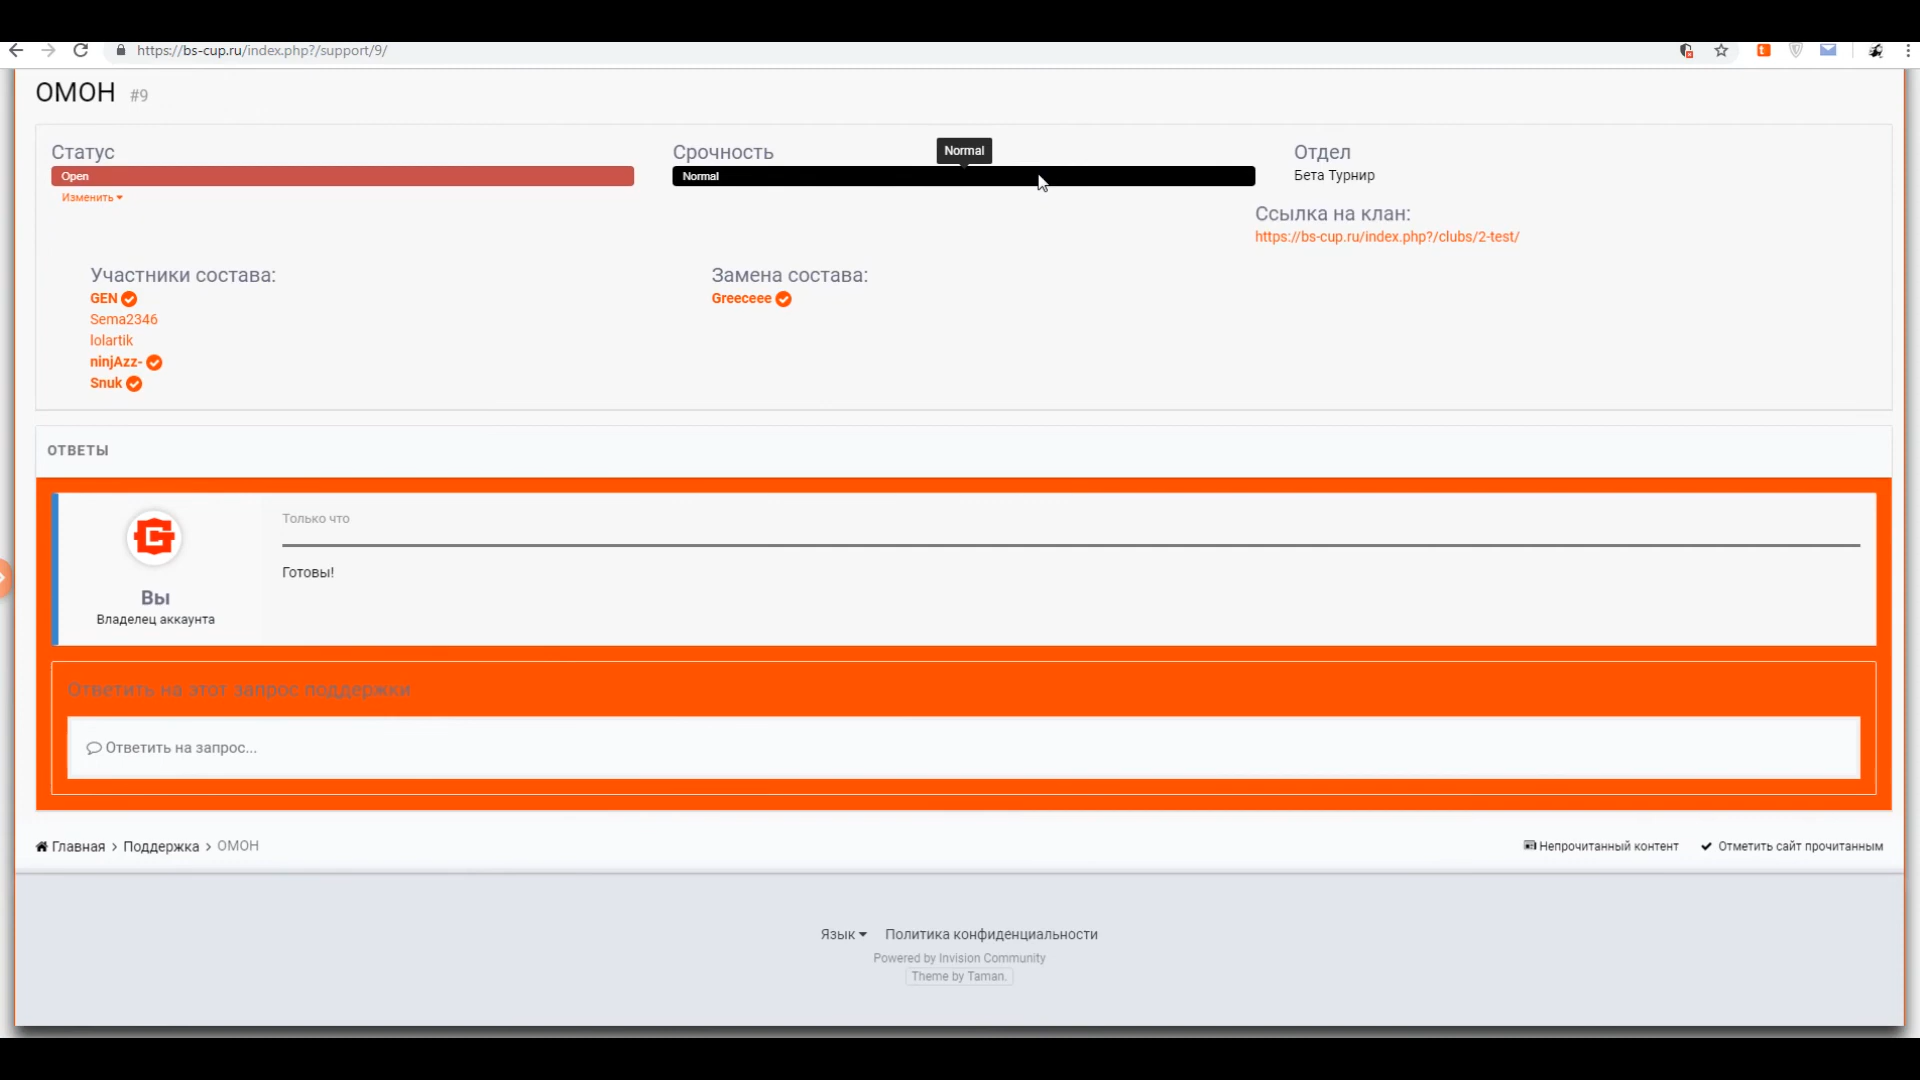 https://bs-cup.ru/index.php?/support/9/
ОМОН #9
Статус
Open
Изменить
Срочность
Normal
Normal
Отдел
Бета Турнир
Ссылка на клан:
https://bs-cup.ru/index.php?/clubs/2-test/
Участники состава:
GEN
Sema2346
lolartik
ninjAzz-
Snuk
Замена состава:
Greeceee
ОТВЕТЫ
Только что
Готовы!
Вы
Владелец аккаунта
Ответить на этот запрос поддержки
Ответить на запрос...
Главная > Поддержка > ОМОН
Непрочитанный контент
Отметить сайт прочитанным
Язык Политика конфиденциальности
Powered by Invision Community
Theme by Taman.